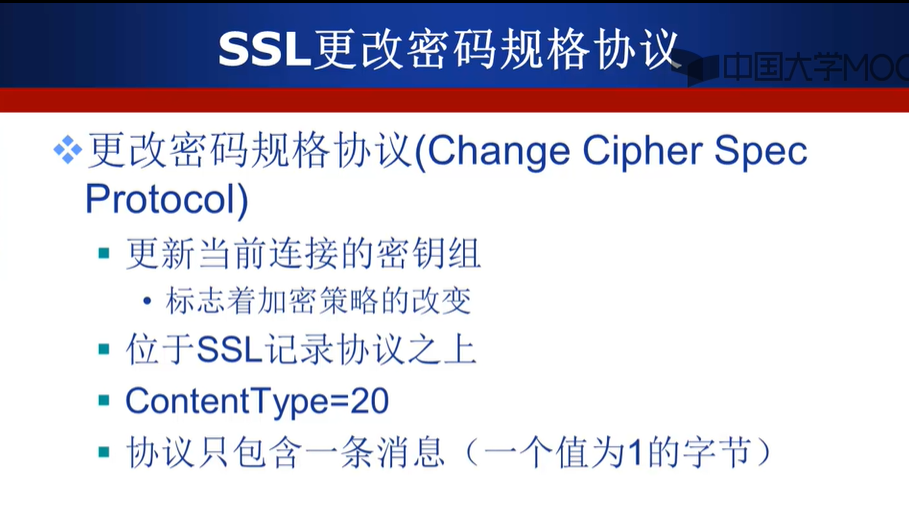 SSL更改密码规格协议
中国大学MOO
更改密码规格协议(Change Cipher Spec
Protocol)
更新当前连接的密钥组
标志着加密策略的改变
位于SSL记录协议之上
ContentType=20
协议只包含一条消息（一个值为1的字节）